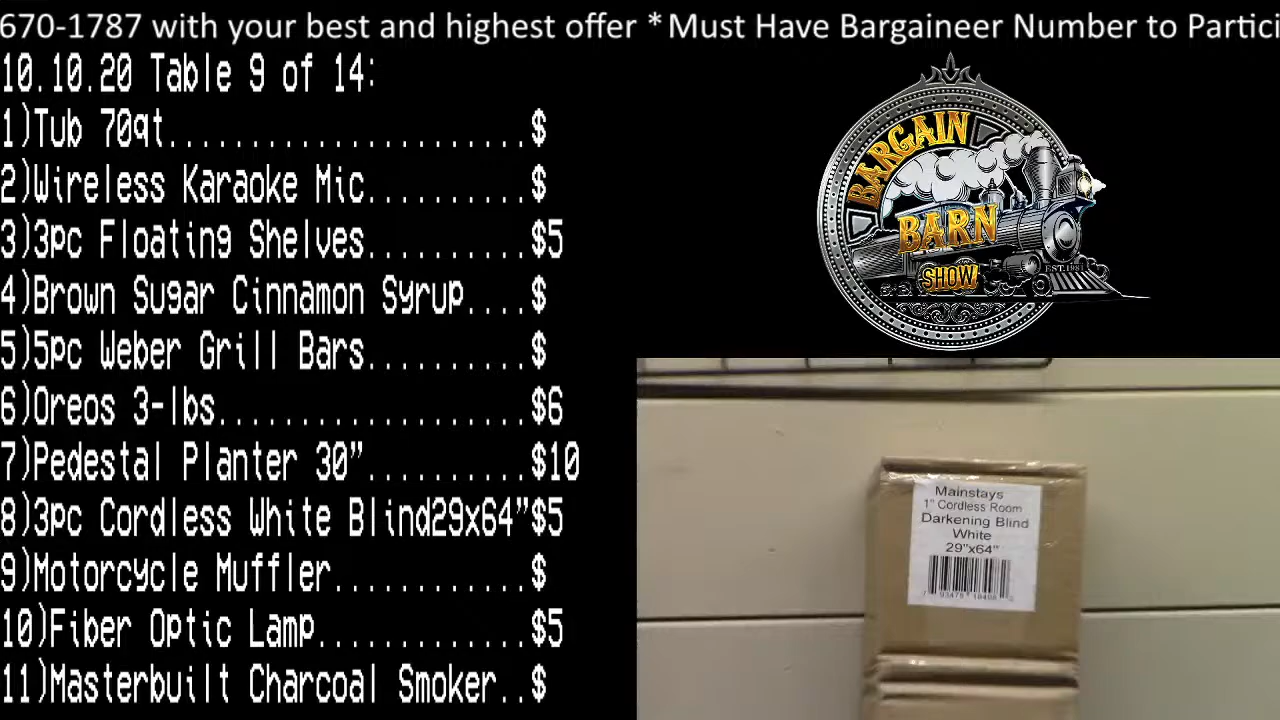 670-1787 with your best and highest offer *Must Have Bargaineer Number to Partici
10.10.20 Table 9 of 14:
1)Tub 70qt......................$
2)Wireless Karaoke Mic..........$
3)3pc Floating Shelves..........$5
4)Brown Sugar Cinnamon Syrup....$
5)5pc Weber Grill Bars..........$
6)Oreos 3-lbs...................$6
7)Pedestal Planter 30”..........$10
8)3pc Cordless White Blind29x64”$5
9)Motorcycle Muffler............$
10)Fiber Optic Lamp.............$5
11)Masterbuilt Charcoal Smoker..$
BARGAIN
BARN
SHOW
EST.198
Mainstays
1" Cordless Room
Darkening Blind
White
29"x64"